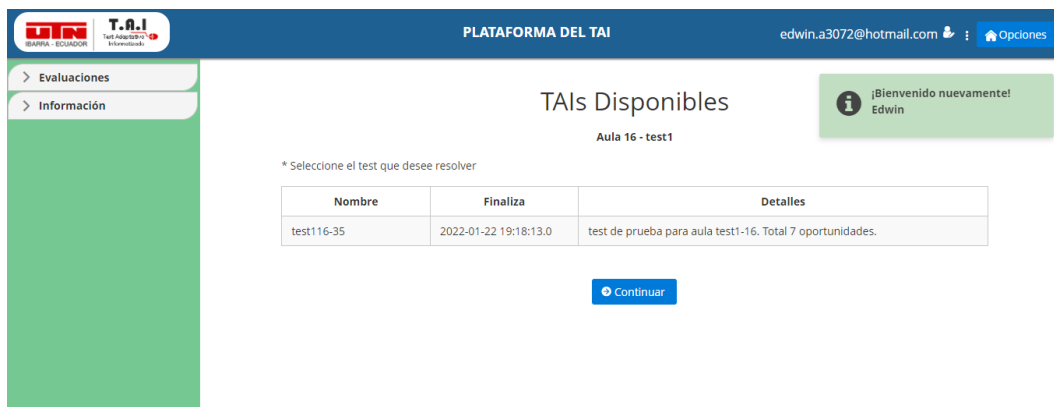 UTN
IBARRA - ECUADOR
T.A.I
Test Adaptativo
Informatizado
PLATAFORMA DEL TAI
edwin.a3072@hotmail.com
Opciones
Evaluaciones
Información
¡Bienvenido nuevamente!
Edwin
TAIs Disponibles
Aula 16 - test1
* Seleccione el test que desee resolver
Nombre Finaliza Detalles
test116-35 2022-01-22 19:18:13.0 test de prueba para aula test1-16. Total 7 oportunidades.
Continuar